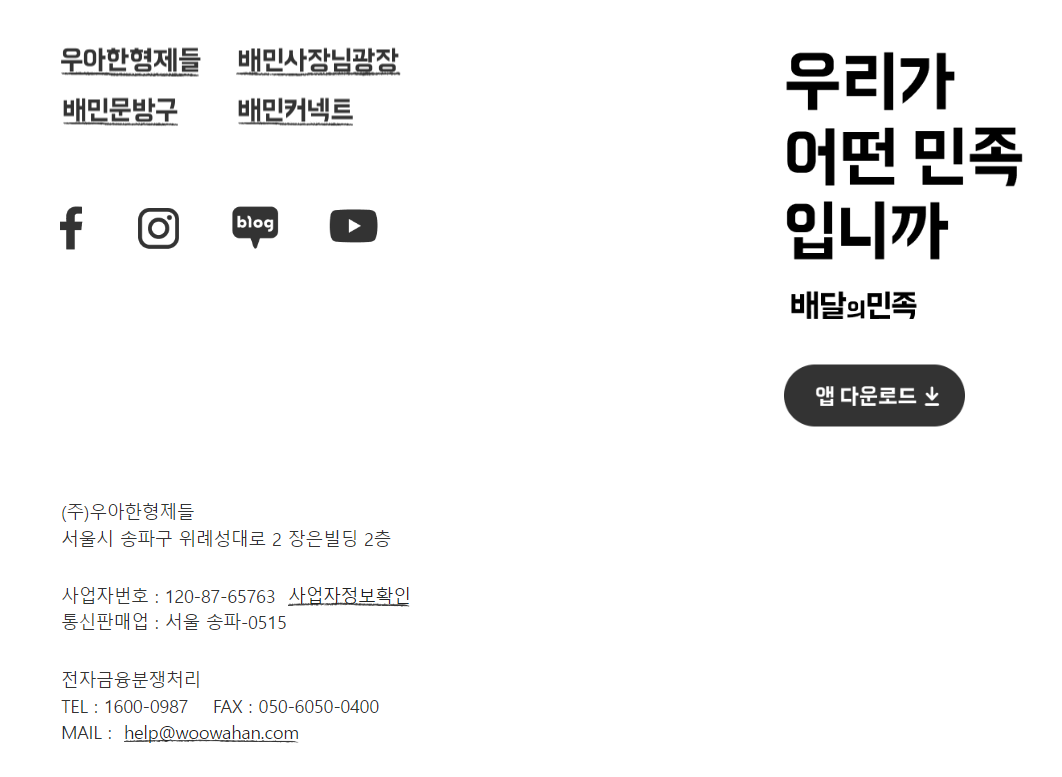 우아한형제들 배민사장님광장
배민문방구 배민커넥트
blog
우리가
어떤 민족
입니까
배달의민족
앱 다운로드
(주)우아한형제들
서울시 송파구 위례성대로 2 장은빌딩 2층
사업자번호 : 120-87-65763 사업자정보확인
통신판매업 : 서울 송파-0515
전자금융분쟁처리
TEL : 1600-0987 FAX : 050-6050-0400
MAIL : help@woowahan.com